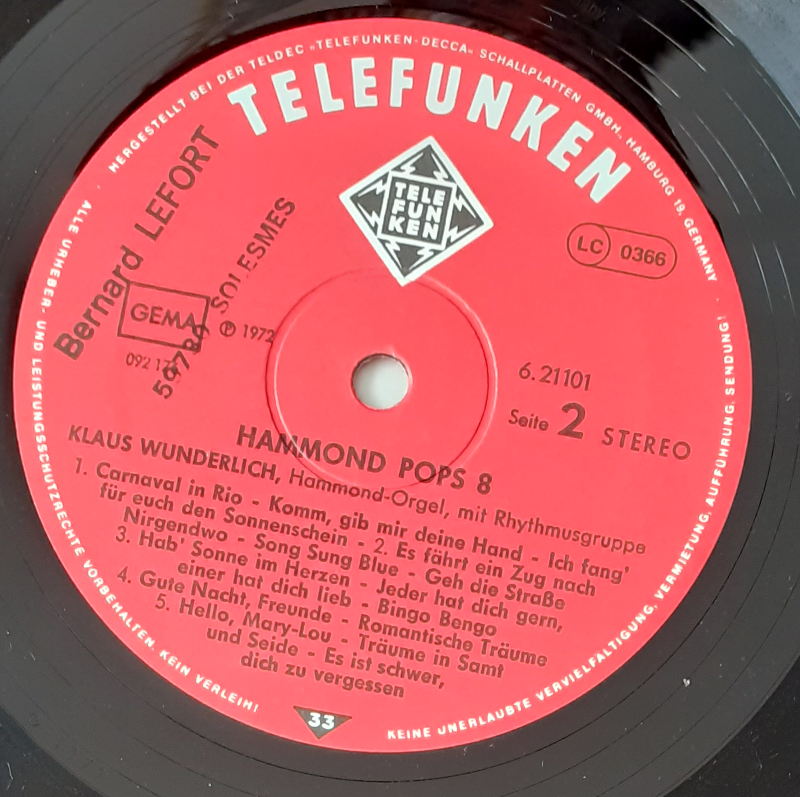 HERGESTELLT BEI DER TELDEC „TELEFUNKEN-DECCA“ SCHALLPLATTEN GMBH., HAMBURG 19, GERMANY
TELEFUNKEN
TELE
FUN
KEN
Bernard LEFORT
59730 SOLESMES
LC 0366
GEMA
℗ 1972
6.21101
Seite 2 STEREO
HAMMOND POPS 8
KLAUS WUNDERLICH, Hammond-Orgel, mit Rhythmusgruppe
1. Carnaval in Rio - Komm, gib mir deine Hand - Ich fang'
für euch den Sonnenschein - 2. Es fährt ein Zug nach
Nirgendwo - Song Sung Blue - Geh die Straße
3. Hab' Sonne im Herzen - Jeder hat dich gern,
einer hat dich lieb - Bingo Bengo
4. Gute Nacht, Freunde - Romantische Träume
5. Hello, Mary-Lou - Träume in Samt
und Seide - Es ist schwer,
dich zu vergessen
33
ALLE URHEBER- UND LEISTUNGSSCHUTZRECHTE VORBEHALTEN. KEIN VERLEIH!
KEINE UNERLAUBTE VERVIELFÄLTIGUNG, VERMIETUNG, AUFFÜHRUNG, SENDUNG!